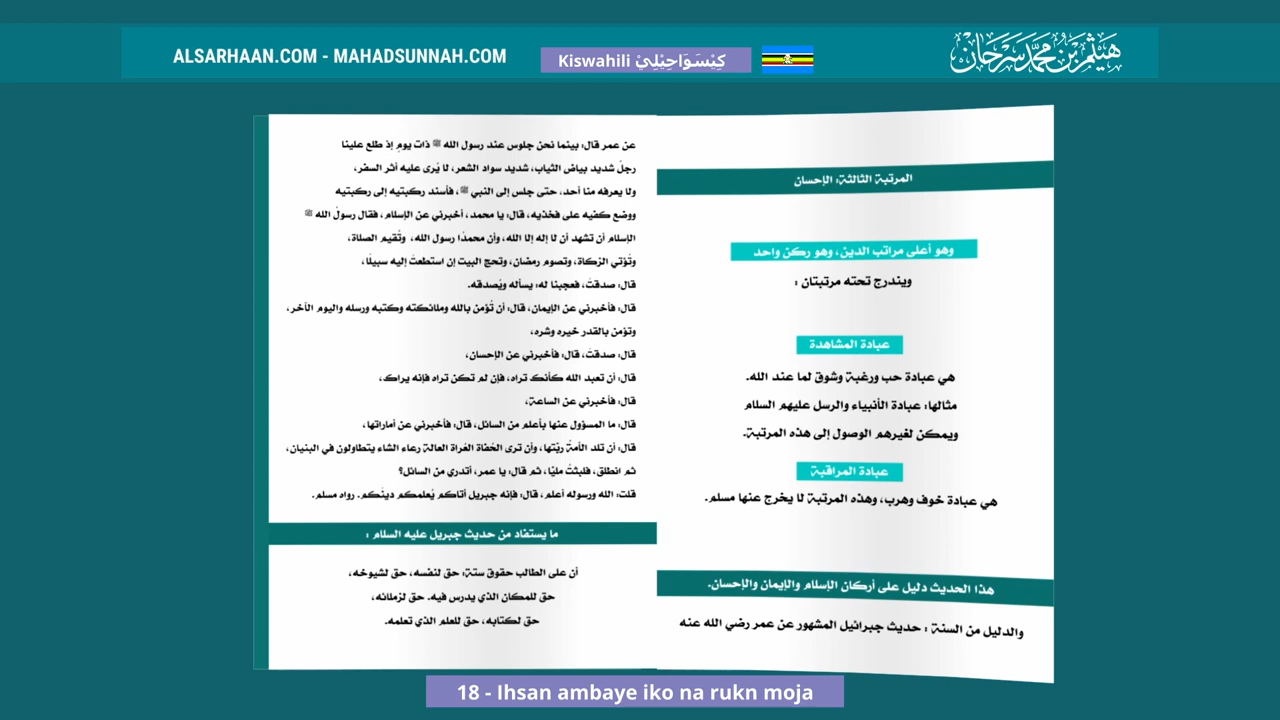 ALSARHAAN.COM - MAHADSUNNAH.COM
Kiswahili كِيْسَوَاحِيْلِيْ
هيثم بن محمد سرحان
المرتبة الثالثة: الإحسان
وهو أعلى مراتب الدين، وهو ركن واحد
ويندرج تحته مرتبتان :
عبادة المشاهدة
هي عبادة حب ورغبة وشوق لما عند الله.
مثالها: عبادة الأنبياء والرسل عليهم السلام
ويمكن لغيرهم الوصول إلى هذه المرتبة.
عبادة المراقبة
هي عبادة خوف وهرب، وهذه المرتبة لا يخرج عنها مسلم.
هذا الحديث دليل على أركان الإسلام والإيمان والإحسان.
والدليل من السنة : حديث جبرائيل المشهور عن عمر رضي الله عنه
عن عمر قال: بينما نحن جلوس عند رسول الله ﷺ ذات يومٍ إذ طلع علينا
رجلٌ شديد بياض الثياب، شديد سواد الشعر، لا يُرى عليه أثر السفر،
ولا يعرفه منا أحد، حتى جلس إلى النبي ﷺ، فأسند ركبتيه إلى ركبتيه
ووضع كفيه على فخذيه، قال: يا محمد، أخبرني عن الإسلام، فقال رسولُ الله ﷺ
الإسلام أن تشهد أن لا إله إلا الله، وأن محمدًا رسول الله، وتُقيم الصلاة،
وتُؤتي الزكاة، وتصوم رمضان، وتحج البيت إن استطعتَ إليه سبيلًا،
قال: صدقتَ، فعجبنا له: يسأله ويُصدقه.
قال: فأخبرني عن الإيمان، قال: أن تُؤمن بالله وملائكته وكتبه ورسله واليوم الآخر،
وتؤمن بالقدر خيره وشره،
قال: صدقتَ، قال: فأخبرني عن الإحسان،
قال: أن تعبد الله كأنك تراه، فإن لم تكن تراه فإنه يراك،
قال: فأخبرني عن الساعة،
قال: ما المسؤول عنها بأعلم من السائل، قال: فأخبرني عن أماراتها،
قال: أن تلد الأمةُ ربّتها، وأن ترى الحُفاة العُراة العالة رعاء الشاء يتطاولون في البنيان،
ثم انطلق، فلبثتُ مليًا، ثم قال: يا عمر، أتدري من السائل؟
قلت: الله ورسوله أعلم، قال: فإنه جبريل أتاكم يُعلمكم دينُكم. رواه مسلم.
ما يستفاد من حديث جبريل عليه السلام :
أن على الطالب حقوق ستة: حق لنفسه، حق لشيوخه،
حق للمكان الذي يدرس فيه. حق لزملائه،
حق لكتابه، حق للعلم الذي تعلمه.
18 - Ihsan ambaye iko na rukn moja